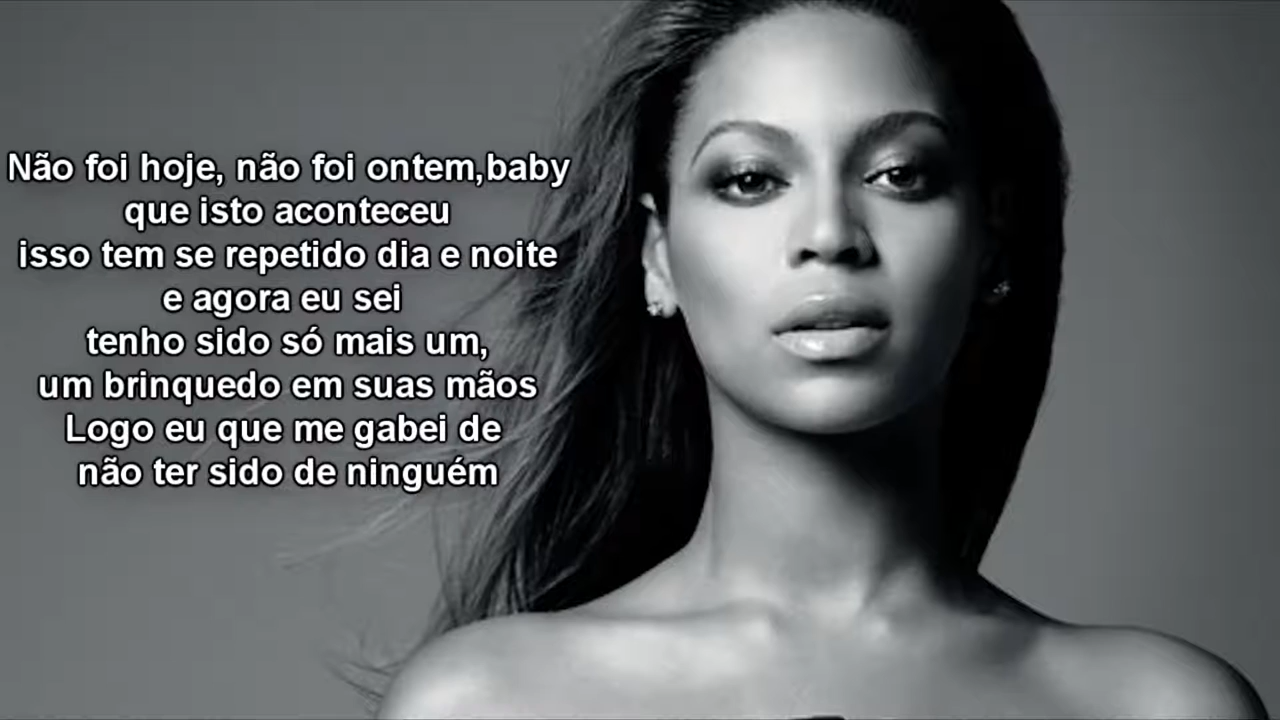 Não foi hoje, não foi ontem,baby
que isto aconteceu
isso tem se repetido dia e noite
e agora eu sei
tenho sido só mais um,
um brinquedo em suas mãos
Logo eu que me gabei de
não ter sido de ninguém